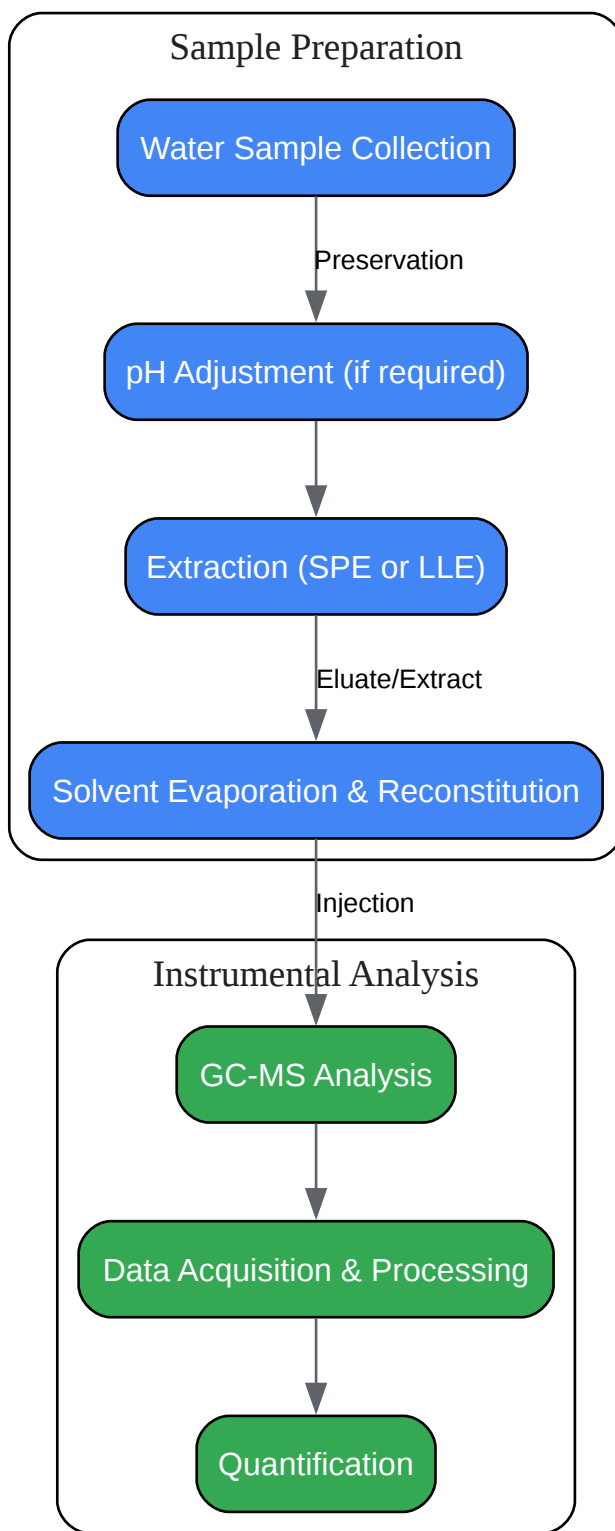 Sample Preparation
Water Sample Collection
Preservation
pH Adjustment (if required)
Extraction (SPE or LLE)
Eluate/Extract
Solvent Evaporation & Reconstitution
Injection
Instrumental Analysis
GC-MS Analysis
Data Acquisition & Processing
Quantification